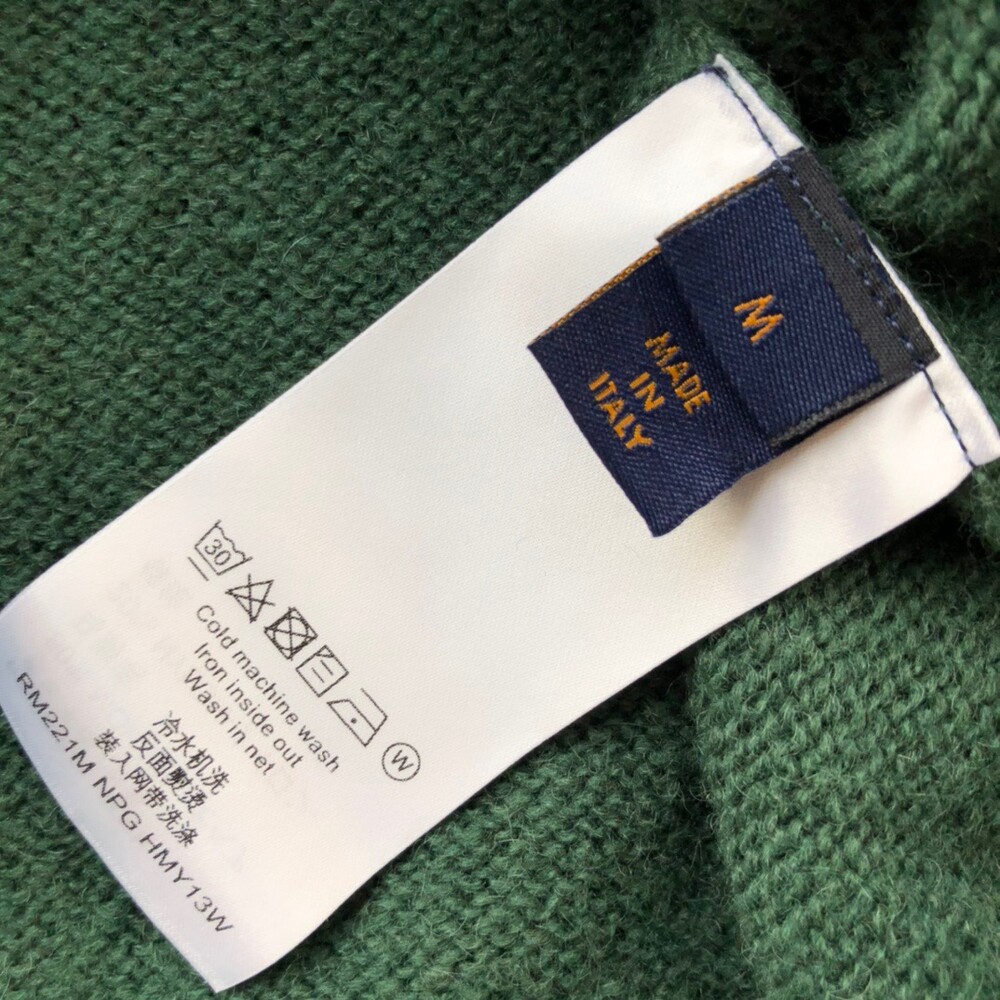 M
MADE
IN
ITALY
30
W
Cold machine wash
Iron inside out
Wash in net
冷水机洗
反面熨烫
装入网带洗涤
RM221M NPG HMY13W